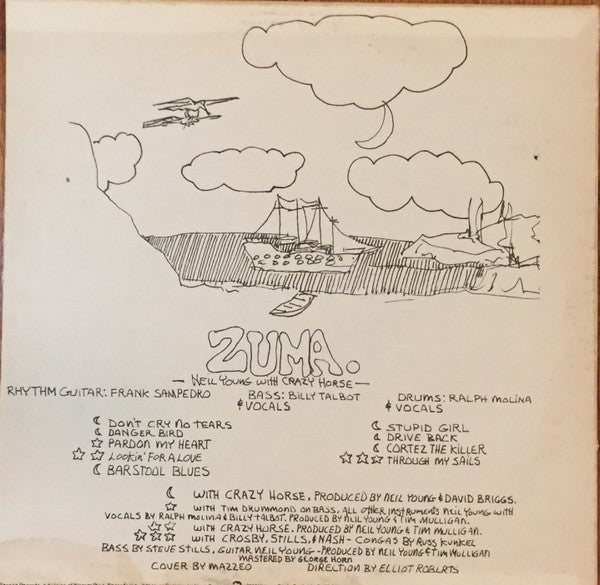 ZUMA.
— NEIL YOUNG WITH CRAZY HORSE —
RHYTHM GUITAR: FRANK SAMPEDRO
BASS: BILLY TALBOT
& VOCALS
DRUMS: RALPH MOLINA
& VOCALS
☾ DON'T CRY NO TEARS
☾ DANGER BIRD
☆ PARDON MY HEART
☆☆ LOOKIN' FOR A LOVE
☾ BARSTOOL BLUES
☾ STUPID GIRL
☾ DRIVE BACK
☾ CORTEZ THE KILLER
☆☆☆ THROUGH MY SAILS
☾ WITH CRAZY HORSE. PRODUCED BY NEIL YOUNG & DAVID BRIGGS.
☆ WITH TIM DRUMMOND ON BASS. ALL OTHER INSTRUMENTS NEIL YOUNG WITH
VOCALS BY RALPH MOLINA & BILLY TALBOT. PRODUCED BY NEIL YOUNG & TIM MULLIGAN.
☆☆ WITH CRAZY HORSE. PRODUCED BY NEIL YOUNG & TIM MULLIGAN.
☆☆☆ WITH CROSBY, STILLS, & NASH - CONGAS BY RUSS KUNKEL
BASS BY STEVE STILLS, GUITAR NEIL YOUNG - PRODUCED BY NEIL YOUNG & TIM MULLIGAN
MASTERED BY GEORGE HORN
COVER BY MAZZEO
DIRECTION BY ELLIOT ROBERTS